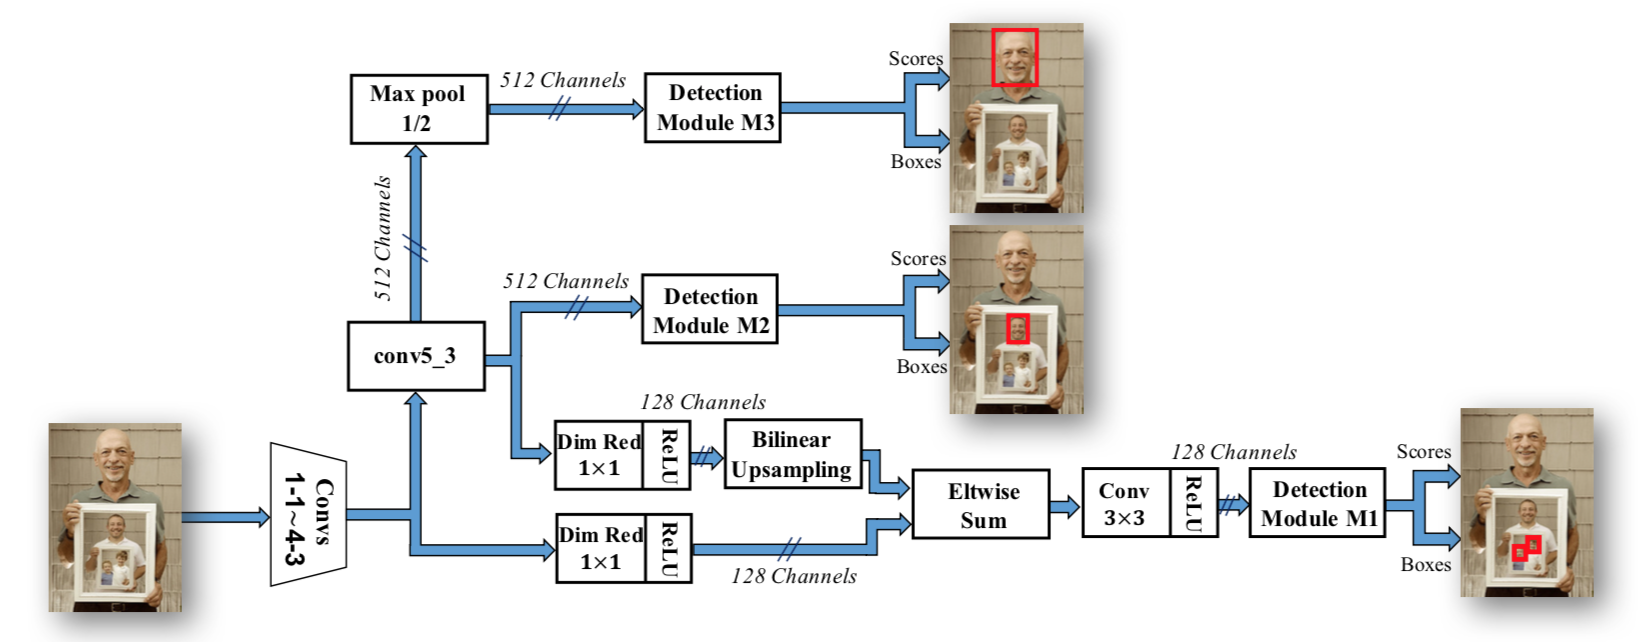 512 Channels
Max pool
1/2
Detection
Module M3
Scores
Boxes
512 Channels
512 Channels
Detection
Module M2
Scores
Boxes
conv5_3
128 Channels
Dim Red
1×1
ReLU
Bilinear
Upsampling
Convs
1-1~4-3
Dim Red
1×1
ReLU
128 Channels
Eltwise
Sum
Conv
3×3
ReLU
128 Channels
Detection
Module M1
Scores
Boxes